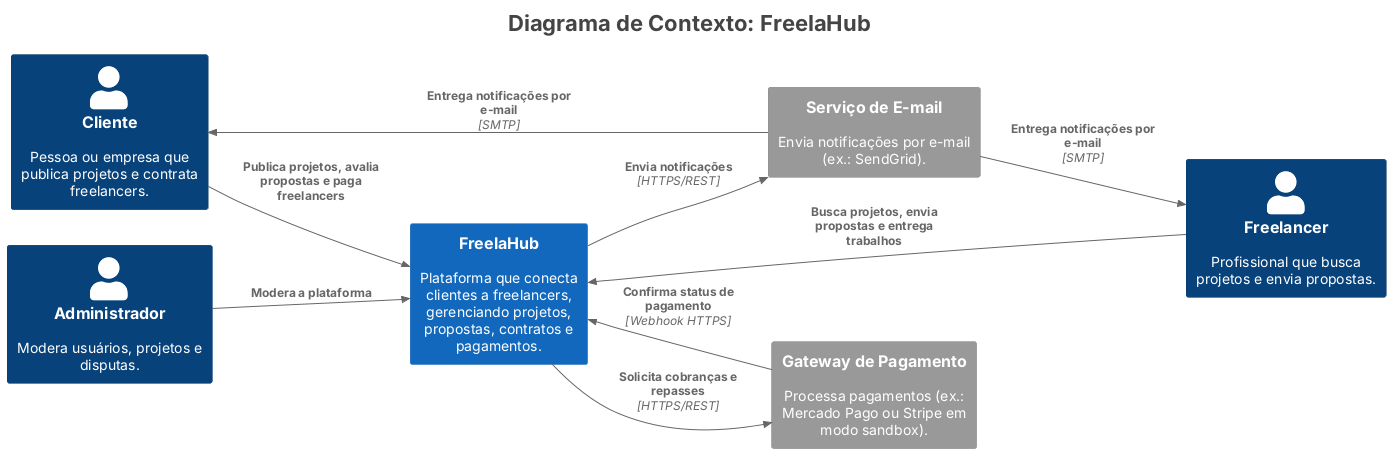 Diagrama de Contexto: FreelaHub
Cliente
Pessoa ou empresa que
publica projetos e contrata
freelancers.
Entrega notificações por
e-mail
[SMTP]
Serviço de E-mail
Envia notificações por e-mail
(ex.: SendGrid).
Entrega notificações por
e-mail
[SMTP]
Publica projetos, avalia
propostas e paga
freelancers
Envia notificações
[HTTPS/REST]
Freelancer
Profissional que busca
projetos e envia propostas.
Busca projetos, envia
propostas e entrega
trabalhos
Administrador
Modera usuários, projetos e
disputas.
Modera a plataforma
FreelaHub
Plataforma que conecta
clientes a freelancers,
gerenciando projetos,
propostas, contratos e
pagamentos.
Confirma status de
pagamento
[Webhook HTTPS]
Solicita cobranças e
repasses
[HTTPS/REST]
Gateway de Pagamento
Processa pagamentos (ex.:
Mercado Pago ou Stripe em
modo sandbox).